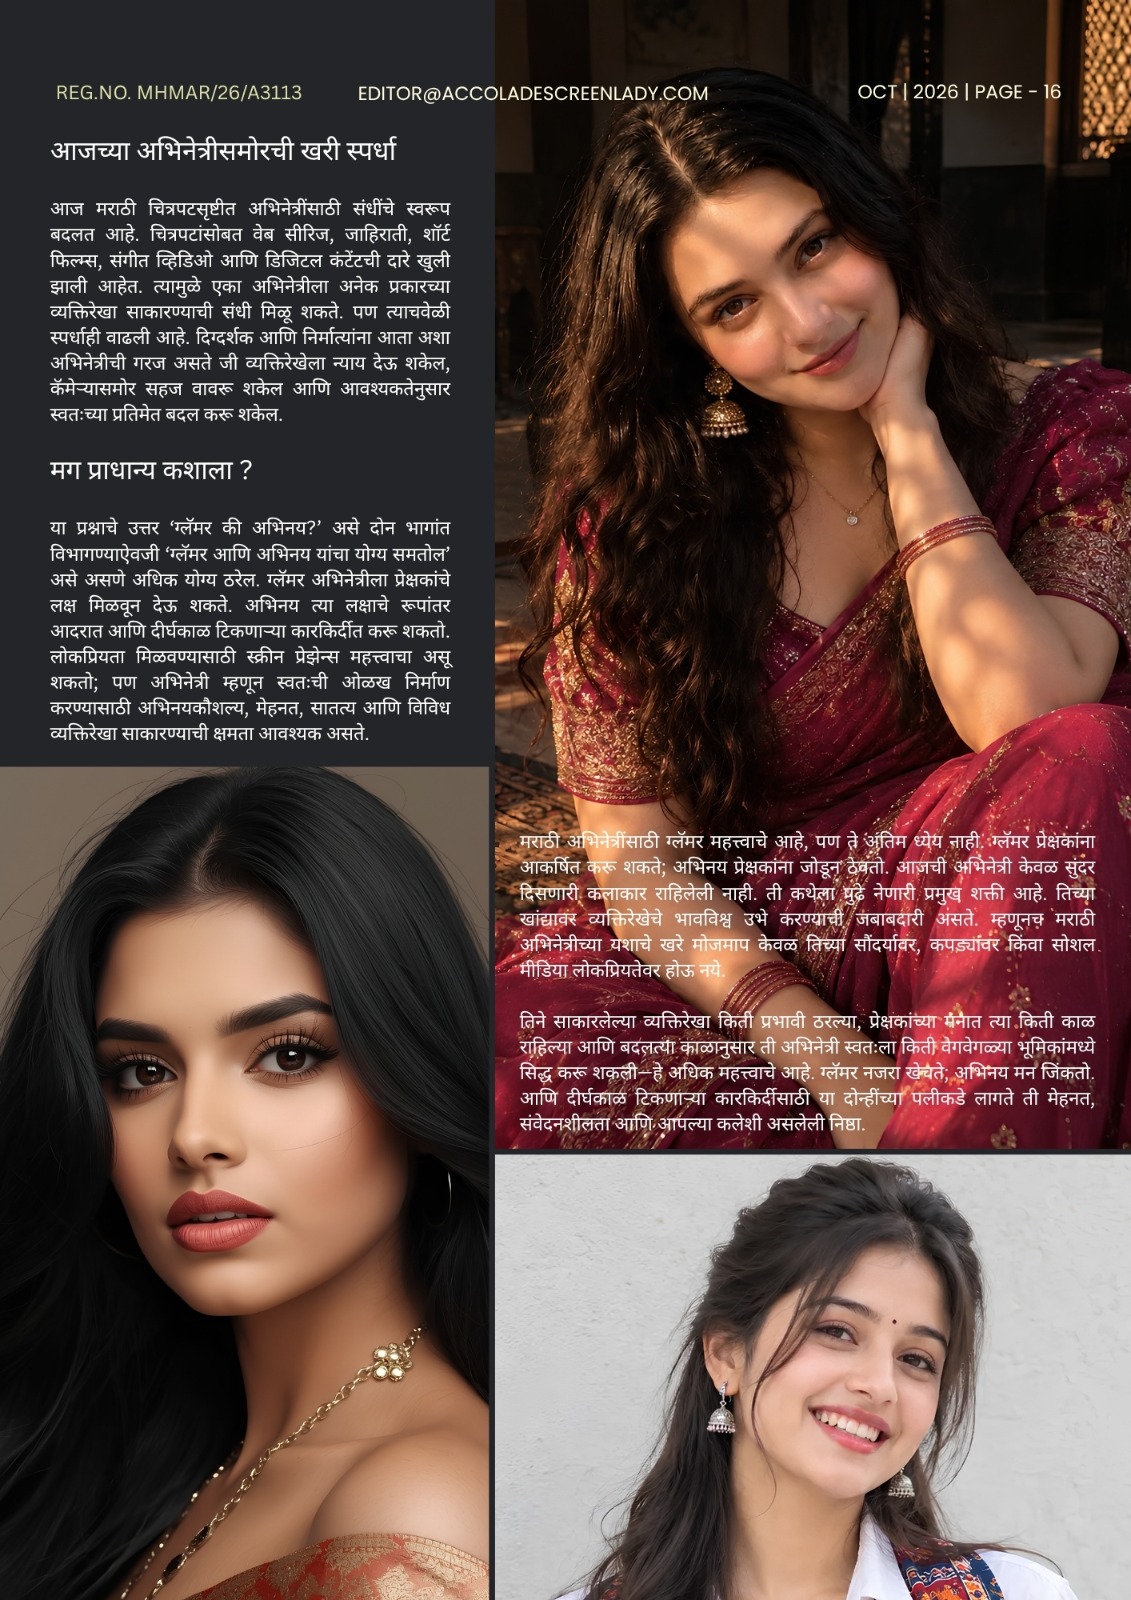 REG.NO. MHMAR/26/A3113
EDITOR@ACCOLADESCREENLADY.COM
OCT | 2026 | PAGE - 16
आजच्या अभिनेत्रीसमोरची खरी स्पर्धा
आज मराठी चित्रपटसृष्टीत अभिनेत्रींसाठी संधींचे स्वरूप
बदलत आहे. चित्रपटांसोबत वेब सीरिज, जाहिराती, शॉर्ट
फिल्म्स, संगीत व्हिडिओ आणि डिजिटल कंटेंटची दारे खुली
झाली आहेत. त्यामुळे एका अभिनेत्रीला अनेक प्रकारच्या
व्यक्तिरेखा साकारण्याची संधी मिळू शकते. पण त्याचवेळी
स्पर्धाही वाढली आहे. दिग्दर्शक आणि निर्मात्यांना आता अशा
अभिनेत्रीची गरज असते जी व्यक्तिरेखेला न्याय देऊ शकेल,
कॅमेऱ्यासमोर सहज वावरू शकेल आणि आवश्यकतेनुसार
स्वतःच्या प्रतिमेत बदल करू शकेल.
मग प्राधान्य कशाला ?
या प्रश्नाचे उत्तर ‘ग्लॅमर की अभिनय?’ असे दोन भागांत
विभागण्याऐवजी ‘ग्लॅमर आणि अभिनय यांचा योग्य समतोल’
असे असणे अधिक योग्य ठरेल. ग्लॅमर अभिनेत्रीला प्रेक्षकांचे
लक्ष मिळवून देऊ शकते. अभिनय त्या लक्षाचे रूपांतर
आदरात आणि दीर्घकाळ टिकणाऱ्या कारकिर्दीत करू शकतो.
लोकप्रियता मिळवण्यासाठी स्क्रीन प्रेझेन्स महत्त्वाचा असू
शकतो; पण अभिनेत्री म्हणून स्वतःची ओळख निर्माण
करण्यासाठी अभिनयकौशल्य, मेहनत, सातत्य आणि विविध
व्यक्तिरेखा साकारण्याची क्षमता आवश्यक असते.
मराठी अभिनेत्रींसाठी ग्लॅमर महत्त्वाचे आहे, पण ते अंतिम ध्येय नाही. ग्लॅमर प्रेक्षकांना
आकर्षित करू शकते; अभिनय प्रेक्षकांना जोडून ठेवतो. आजची अभिनेत्री केवळ सुंदर
दिसणारी कलाकार राहिलेली नाही. ती कथेला पुढे नेणारी प्रमुख शक्ती आहे. तिच्या
खांद्यावर व्यक्तिरेखेचे भावविश्व उभे करण्याची जबाबदारी असते. म्हणूनच मराठी
अभिनेत्रीच्या यशाचे खरे मोजमाप केवळ तिच्या सौंदर्यावर, कपड्यांवर किंवा सोशल
मीडिया लोकप्रियतेवर होऊ नये.
तिने साकारलेल्या व्यक्तिरेखा किती प्रभावी ठरल्या, प्रेक्षकांच्या मनात त्या किती काळ
राहिल्या आणि बदलत्या काळानुसार ती अभिनेत्री स्वतःला किती वेगवेगळ्या भूमिकांमध्ये
सिद्ध करू शकली—हे अधिक महत्त्वाचे आहे. ग्लॅमर नजरा खेचते; अभिनय मन जिंकतो.
आणि दीर्घकाळ टिकणाऱ्या कारकिर्दीसाठी या दोन्हींच्या पलीकडे लागते ती मेहनत,
संवेदनशीलता आणि आपल्या कलेशी असलेली निष्ठा.